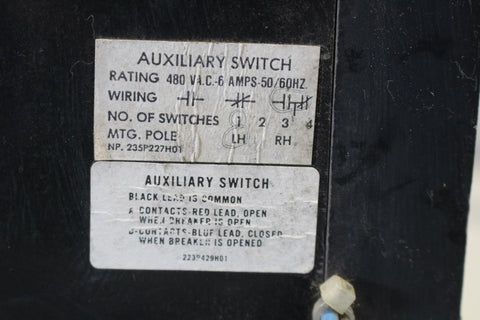 AUXILIARY SWITCH
RATING 480 V.A.C.-6 AMPS-50/60HZ.
WIRING
NO. OF SWITCHES 1 2 3 4
MTG. POLE LH RH
NP. 235P227H01
AUXILIARY SWITCH
BLACK LEAD IS COMMON
A-CONTACTS-RED LEAD, OPEN
WHEN BREAKER IS OPEN
B-CONTACTS-BLUE LEAD, CLOSED
WHEN BREAKER IS OPENED
223P429H01